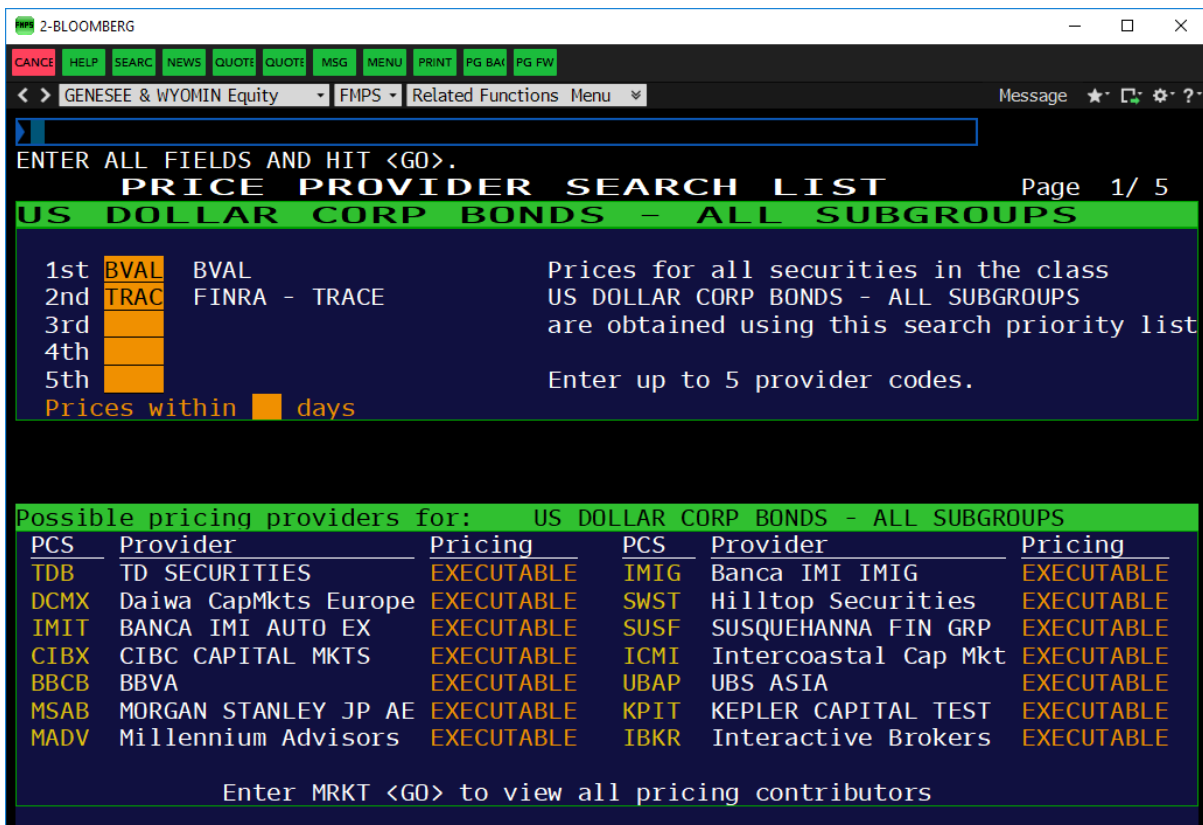 FMPS 2-BLOOMBERG
CANCE HELP SEARC NEWS QUOTE QUOTE MSG MENU PRINT PG BA PG FW
< > GENESEE & WYOMIN Equity FMPS Related Functions Menu Message
ENTER ALL FIELDS AND HIT <GO>.
PRICE PROVIDER SEARCH LIST Page 1/ 5
US DOLLAR CORP BONDS - ALL SUBGROUPS
1st BVAL BVAL Prices for all securities in the class
2nd TRAC FINRA - TRACE US DOLLAR CORP BONDS - ALL SUBGROUPS
3rd are obtained using this search priority list
4th
5th Enter up to 5 provider codes.
Prices within days
Possible pricing providers for: US DOLLAR CORP BONDS - ALL SUBGROUPS
PCS Provider Pricing PCS Provider Pricing
TDB TD SECURITIES EXECUTABLE IMIG Banca IMI IMIG EXECUTABLE
DCMX Daiwa CapMkts Europe EXECUTABLE SWST Hilltop Securities EXECUTABLE
IMIT BANCA IMI AUTO EX EXECUTABLE SUSF SUSQUEHANNA FIN GRP EXECUTABLE
CIBX CIBC CAPITAL MKTS EXECUTABLE ICMI Intercoastal Cap Mkt EXECUTABLE
BBCB BBVA EXECUTABLE UBAP UBS ASIA EXECUTABLE
MSAB MORGAN STANLEY JP AE EXECUTABLE KPIT KEPLER CAPITAL TEST EXECUTABLE
MADV Millennium Advisors EXECUTABLE IBKR Interactive Brokers EXECUTABLE
Enter MRKT <GO> to view all pricing contributors